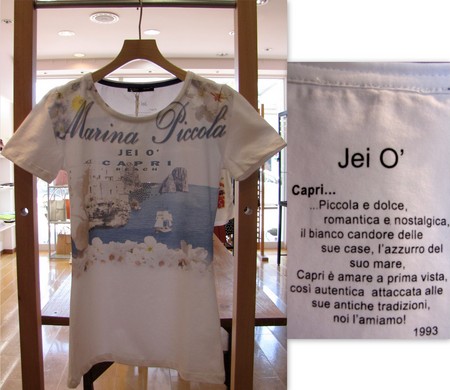 Marina Piccola
JEI O'
CAPRI
BEACH
Jei O'
Capri...
...Piccola e dolce,
romantica e nostalgica,
il bianco candore delle
sue case, l'azzurro del
suo mare,
Capri è amare a prima vista,
così autentica attaccata alle
sue antiche tradizioni,
noi l'amiamo!
1993